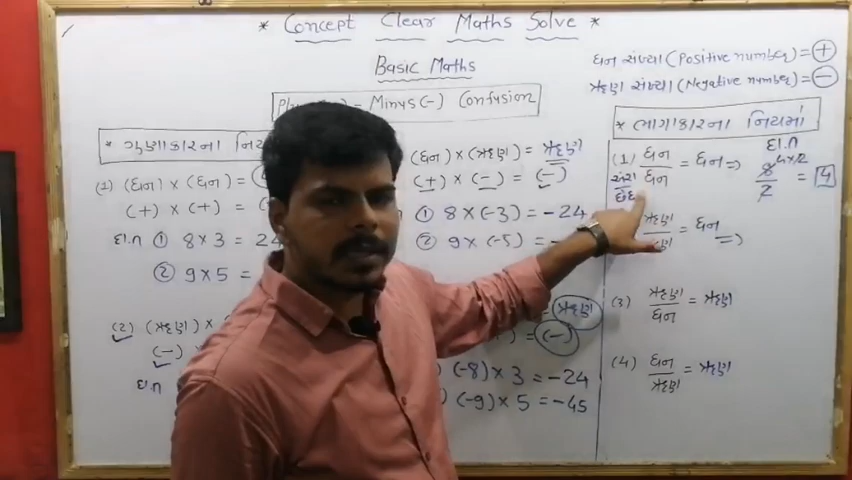 * Concept Clear Maths Solve *
Basic Maths
Minus(-) Confusion
ધન સંખ્યા (Positive number) = (+)
ઋણ સંખ્યા (Negative number) = (-)
* ગુણાકારના
(1) (ધન) × (ધન) =
(+) × (+) =
દા.ત ① 8 × 3 = 24
② 9 × 5 =
(2) (ઋણ) ×
(-) ×
દા.ત
(ધન) × (ઋણ) = ઋણ
(+) × (-) = (-)
① 8 × (-3) = -24
② 9 × (-5) = -
ઋણ
(-)
(-8) × 3 = -24
(-9) × 5 = -45
* ભાગાકારના નિયમો
(1) ધન / ધન = ધન => દા.ત 8 / 2 = 4
4×2
અંશ
ઋણ = ધન =>
(3) ઋણ / ધન = ઋણ
(4) ધન / ઋણ = ઋણ